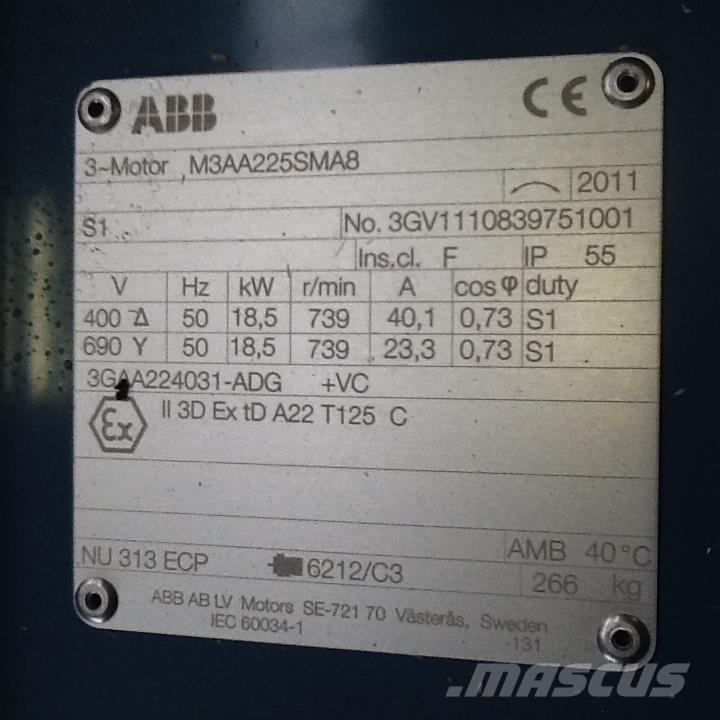 ABB CE
3~Motor M3AA225SMA8
2011
S1 No. 3GV1110839751001
Ins.cl. F IP 55
V Hz kW r/min A cos φ duty
400 Δ 50 18,5 739 40,1 0,73 S1
690 Y 50 18,5 739 23,3 0,73 S1
3GAA224031-ADG +VC
Ex II 3D Ex tD A22 T125 C
AMB 40 °C
NU 313 ECP 6212/C3 266 kg
ABB AB LV Motors SE-721 70 Västerås, Sweden
IEC 60034-1 -131
MASCUS